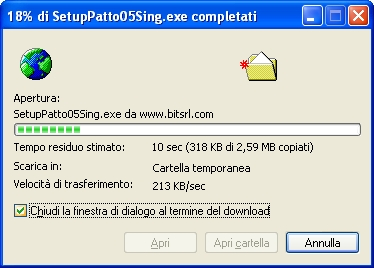 18% di SetupPatto05Sing.exe completati
Apertura:
SetupPatto05Sing.exe da www.bitsrl.com
Tempo residuo stimato: 10 sec (318 KB di 2,59 MB copiati)
Scarica in: Cartella temporanea
Velocità di trasferimento: 213 KB/sec
Chiudi la finestra di dialogo al termine del download
Apri Apri cartella Annulla